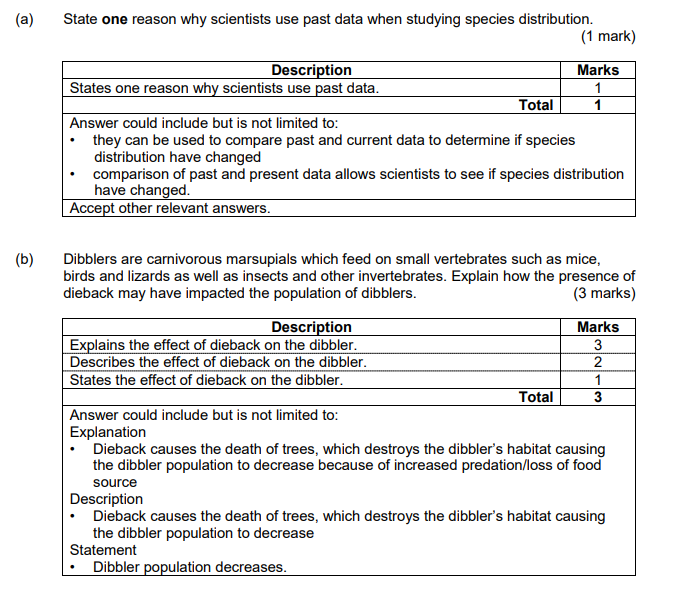 (a) State one reason why scientists use past data when studying species distribution.
(1 mark)
Description Marks
States one reason why scientists use past data. 1
Total 1
Answer could include but is not limited to:
• they can be used to compare past and current data to determine if species
distribution have changed
• comparison of past and present data allows scientists to see if species distribution
have changed.
Accept other relevant answers.
(b) Dibblers are carnivorous marsupials which feed on small vertebrates such as mice,
birds and lizards as well as insects and other invertebrates. Explain how the presence of
dieback may have impacted the population of dibblers. (3 marks)
Description Marks
Explains the effect of dieback on the dibbler. 3
Describes the effect of dieback on the dibbler. 2
States the effect of dieback on the dibbler. 1
Total 3
Answer could include but is not limited to:
Explanation
• Dieback causes the death of trees, which destroys the dibbler's habitat causing
the dibbler population to decrease because of increased predation/loss of food
source
Description
• Dieback causes the death of trees, which destroys the dibbler's habitat causing
the dibbler population to decrease
Statement
• Dibbler population decreases.